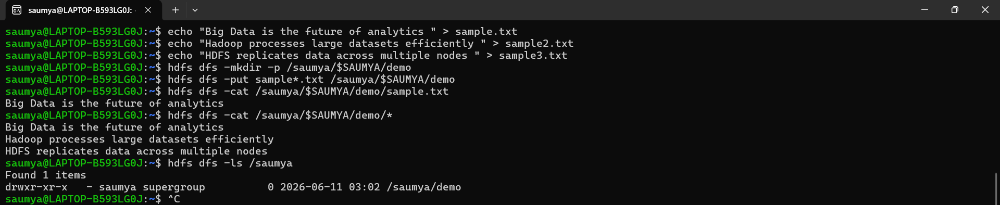 saumya@LAPTOP-B593LG0J: ~
saumya@LAPTOP-B593LG0J:~$ echo "Big Data is the future of analytics " > sample.txt
saumya@LAPTOP-B593LG0J:~$ echo "Hadoop processes large datasets efficiently " > sample2.txt
saumya@LAPTOP-B593LG0J:~$ echo "HDFS replicates data across multiple nodes " > sample3.txt
saumya@LAPTOP-B593LG0J:~$ hdfs dfs -mkdir -p /saumya/$SAUMYA/demo
saumya@LAPTOP-B593LG0J:~$ hdfs dfs -put sample*.txt /saumya/$SAUMYA/demo
saumya@LAPTOP-B593LG0J:~$ hdfs dfs -cat /saumya/$SAUMYA/demo/sample.txt
Big Data is the future of analytics
saumya@LAPTOP-B593LG0J:~$ hdfs dfs -cat /saumya/$SAUMYA/demo/*
Big Data is the future of analytics
Hadoop processes large datasets efficiently
HDFS replicates data across multiple nodes
saumya@LAPTOP-B593LG0J:~$ hdfs dfs -ls /saumya
Found 1 items
drwxr-xr-x   - saumya supergroup          0 2026-06-11 03:02 /saumya/demo
saumya@LAPTOP-B593LG0J:~$ ^C